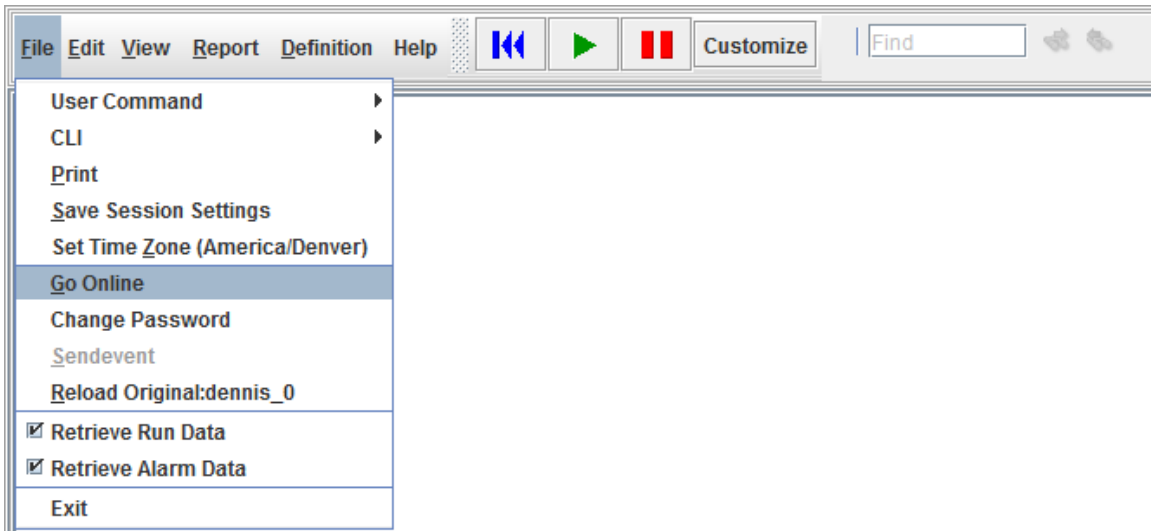 File Edit View Report Definition Help Customize Find
User Command
CLI
Print
Save Session Settings
Set Time Zone (America/Denver)
Go Online
Change Password
Sendevent
Reload Original:dennis_0
Retrieve Run Data
Retrieve Alarm Data
Exit